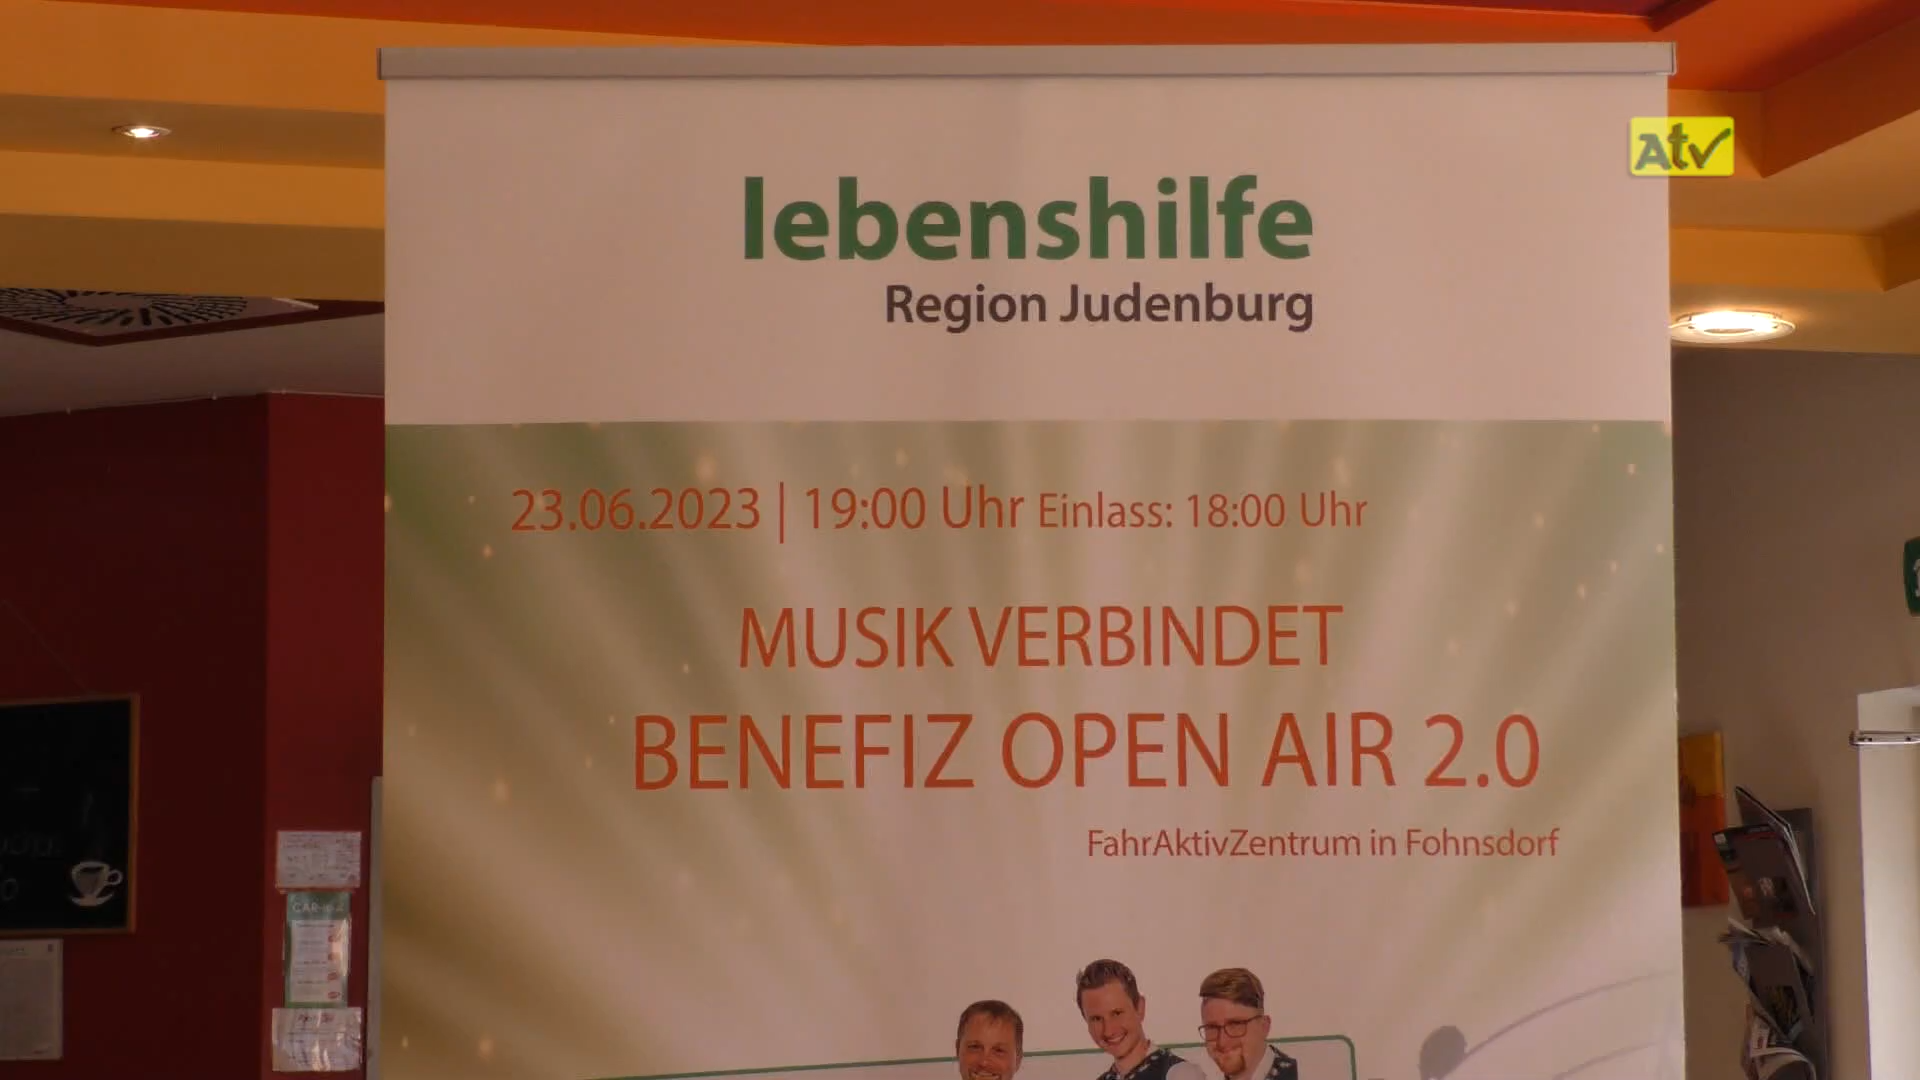 Atv
lebenshilfe
Region Judenburg
23.06.2023 | 19:00 Uhr Einlass: 18:00 Uhr
MUSIK VERBINDET
BENEFIZ OPEN AIR 2.0
FahrAktivZentrum in Fohnsdorf